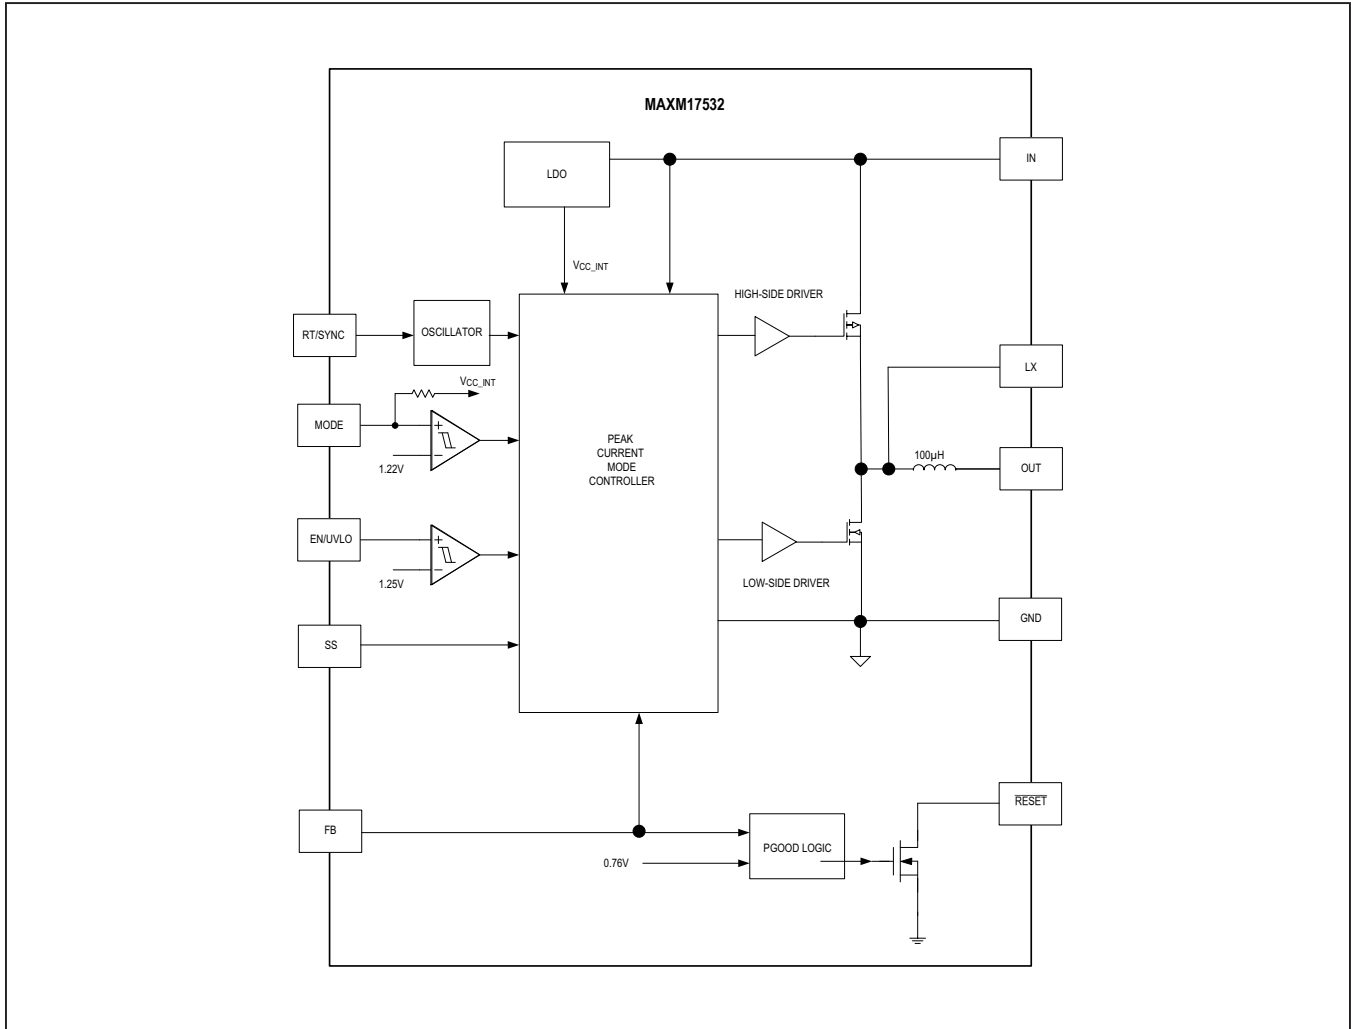 MAXM17532
IN
LDO
VCC_INT
HIGH-SIDE DRIVER
RT/SYNC
OSCILLATOR
LX
VCC_INT
MODE
+
−
1.22V
PEAK
CURRENT
MODE
CONTROLLER
100µH
OUT
EN/UVLO
+
−
1.25V
LOW-SIDE DRIVER
GND
SS
RESET
FB
PGOOD LOGIC
0.76V